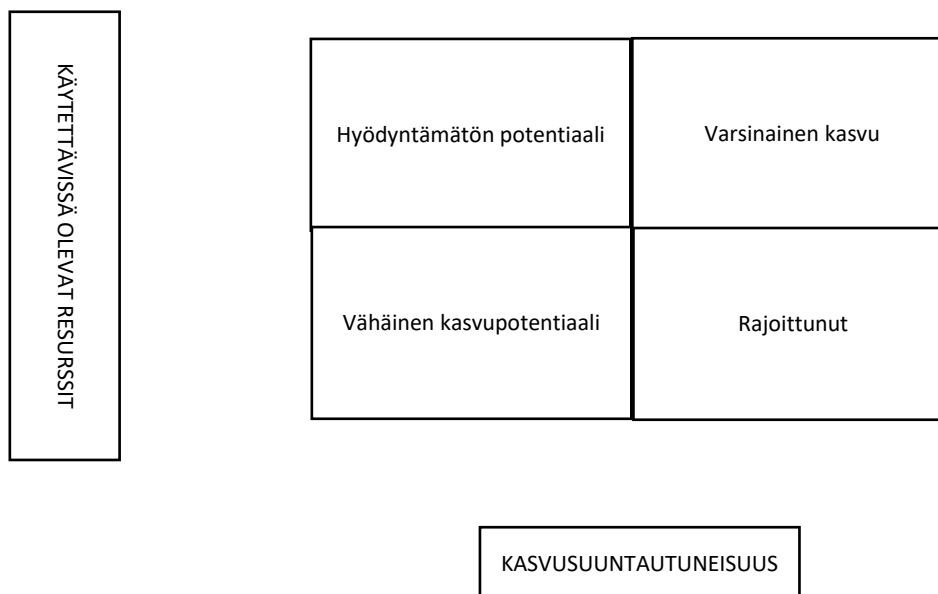 KÄYTETTÄVISSÄ OLEVAT RESURSSIT
Hyödyntämätön potentiaali
Varsinainen kasvu
Vähäinen kasvupotentiaali
Rajoittunut
KASVUSUUNTAUTUNEISUUS